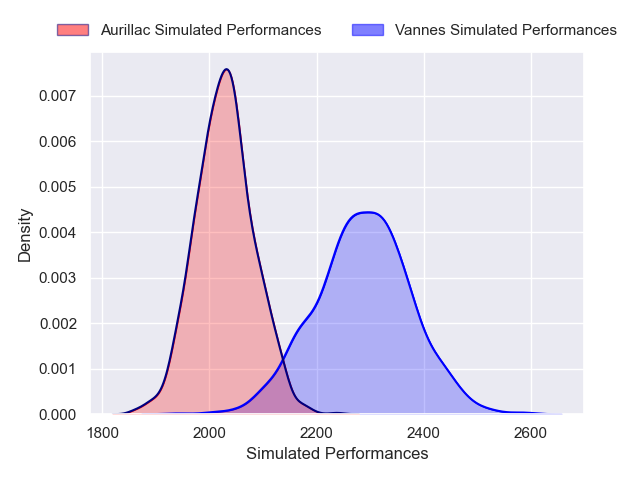 Aurillac Simulated Performances
Vannes Simulated Performances
0.007
0.006
0.005
0.004
0.003
0.002
0.001
0.000
Density
1800 2000 2200 2400 2600
Simulated Performances